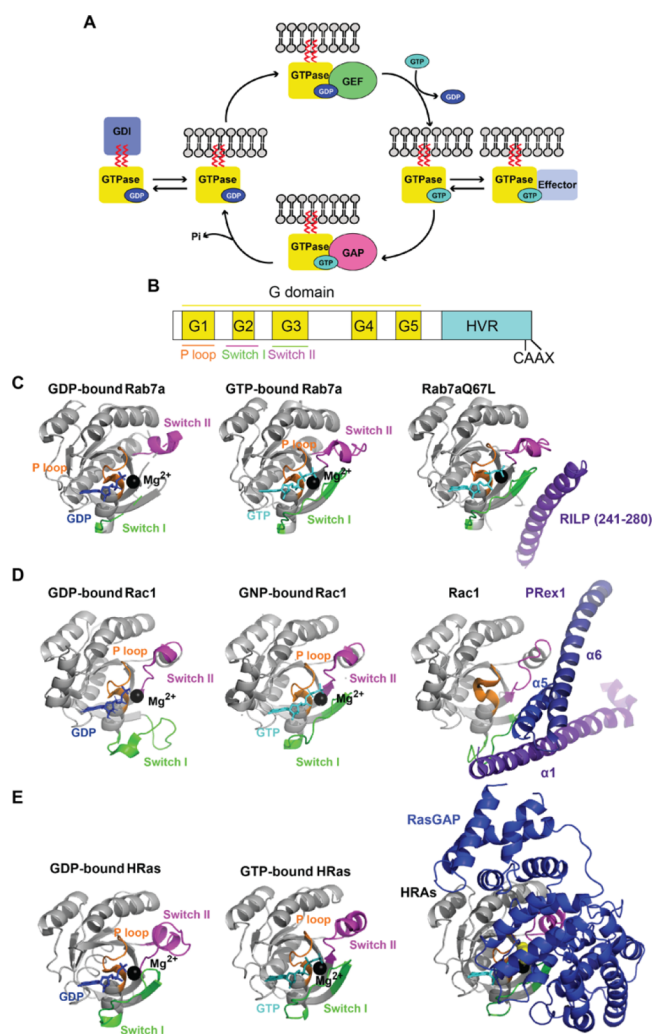 A
GTPase
GEF
GDP
GTP
GDP
GDI
GTPase
GDP
GTPase
GDP
GTPase
GTP
GTPase
GTP
Effector
Pi
GTPase
GTP
GAP
B
G domain
G1
G2
G3
G4
G5
HVR
P loop
Switch I
Switch II
CAAX
C
GDP-bound Rab7a
GTP-bound Rab7a
Rab7aQ67L
Switch II
P loop
Mg2+
GDP
Switch I
P loop
Switch II
Mg2+
GTP
Switch I
RILP (241-280)
D
GDP-bound Rac1
GNP-bound Rac1
Rac1
PRex1
P loop
Switch II
Mg2+
GDP
Switch I
P loop
Switch II
Mg2+
GTP
Switch I
α6
α5
α1
E
RasGAP
GDP-bound HRas
GTP-bound HRas
HRAs
P loop
Switch II
Mg2+
GDP
Switch I
P loop
Switch II
Mg2+
GTP
Switch I